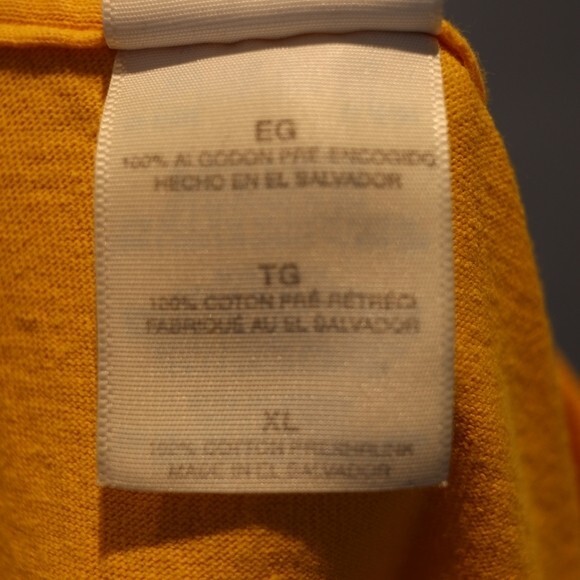 EG
100% ALGODON PRE-ENCOGIDO
HECHO EN EL SALVADOR
TG
100% COTON PRÉ-RÉTRÉCI
FABRIQUÉ AU EL SALVADOR
XL
100% COTTON PRESHRUNK
MADE IN EL SALVADOR